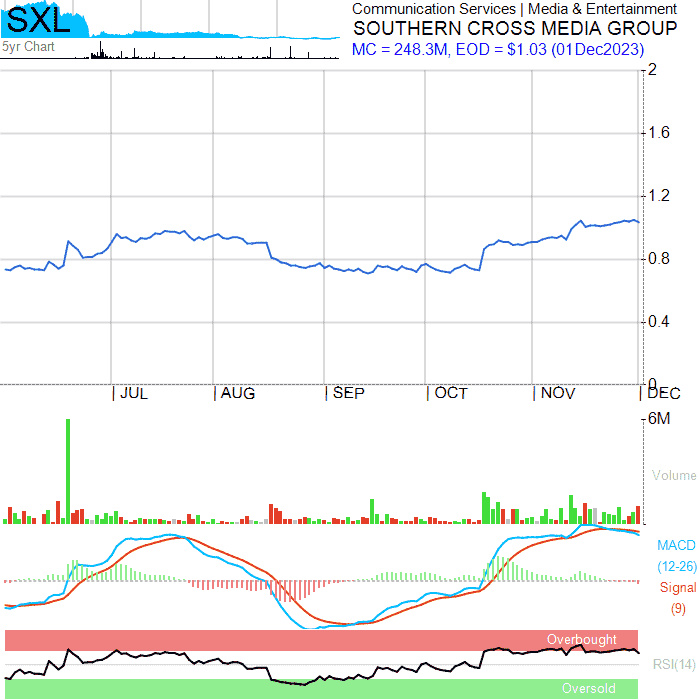 SXL
5yr Chart
Communication Services | Media & Entertainment
SOUTHERN CROSS MEDIA GROUP
MC = 248.3M, EOD = $1.03 (01Dec2023)
2
1.6
1.2
0.8
0.4
0
| JUL | AUG | SEP | OCT | NOV | DEC
6M
Volume
MACD
(12-26)
Signal
(9)
Overbought
RSI(14)
Oversold